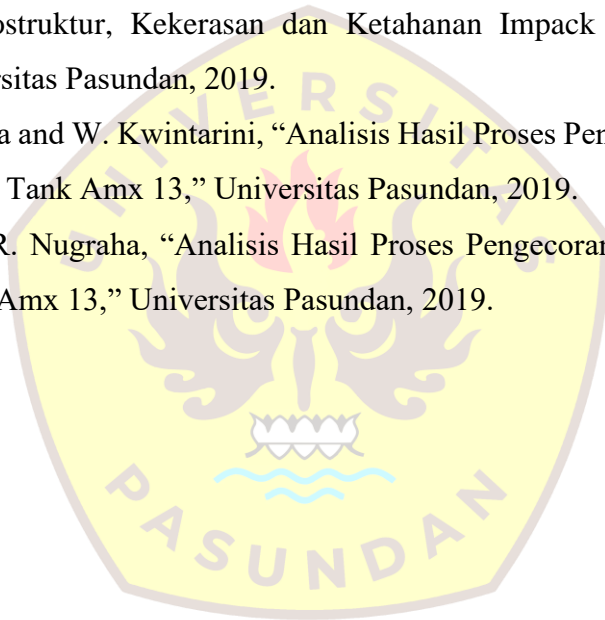 ostruktur, Kekerasan dan Ketahanan Impack
rsitas Pasundan, 2019.
a and W. Kwintarini, “Analisis Hasil Proses Pen
Tank Amx 13,” Universitas Pasundan, 2019.
R. Nugraha, “Analisis Hasil Proses Pengecoran
Amx 13,” Universitas Pasundan, 2019.
UNIVERSITAS
PASUNDAN